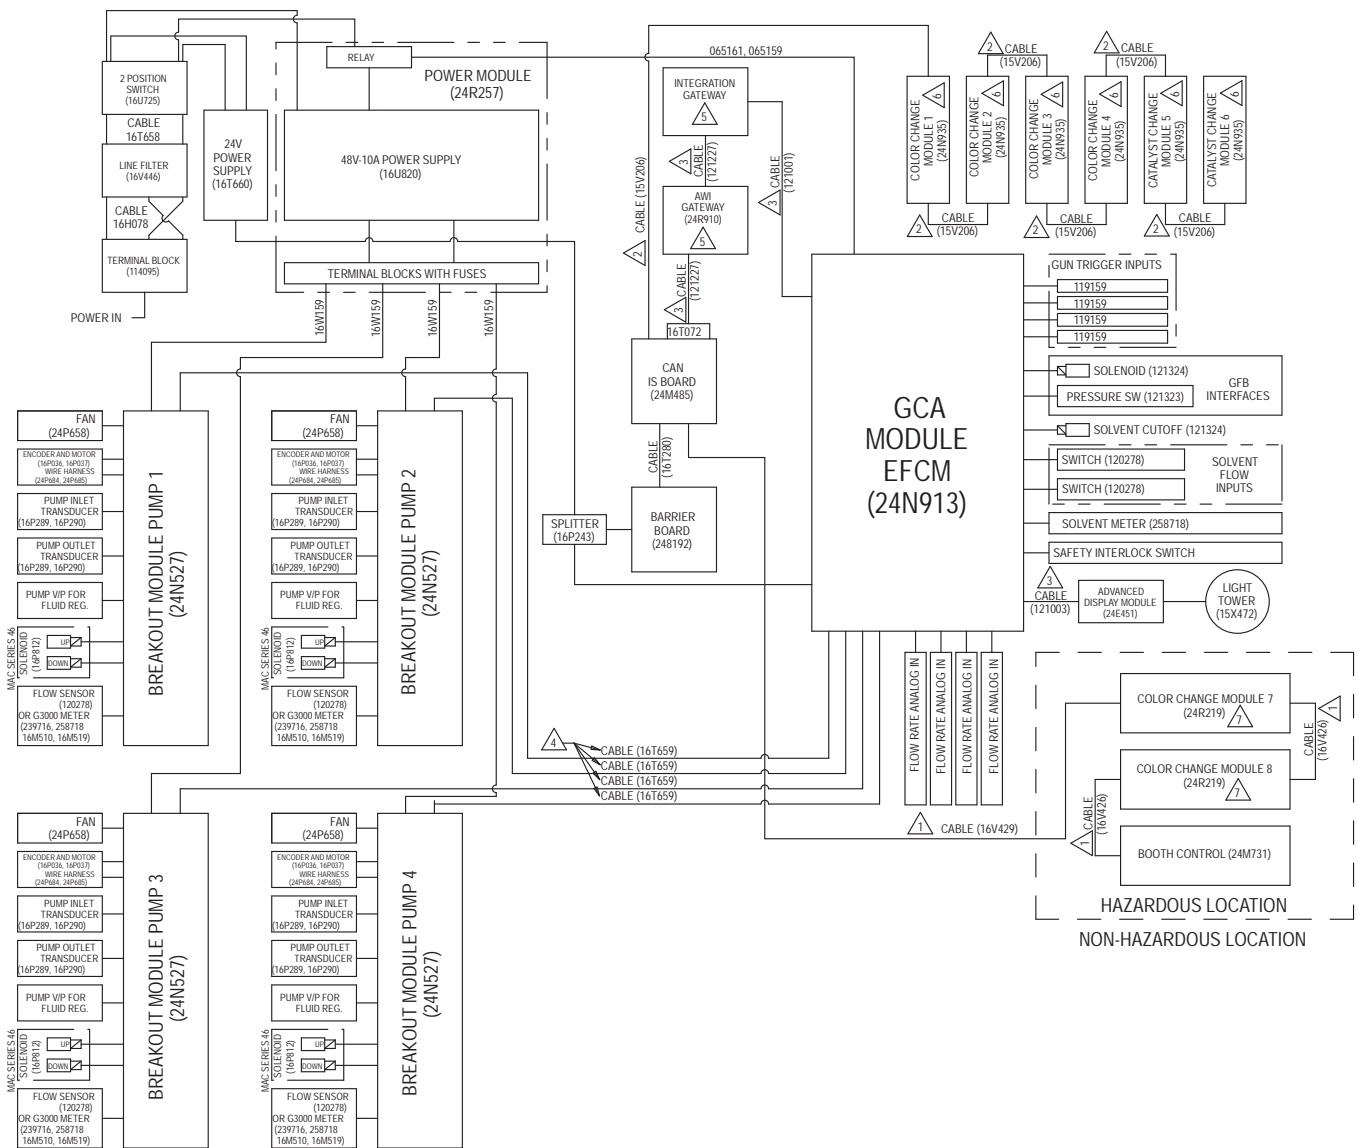 2 POSITION
SWITCH
(16U725)
CABLE
16T658
LINE FILTER
(16V446)
CABLE
16H078
TERMINAL BLOCK
(114095)
POWER IN
24V
POWER
SUPPLY
(16T660)
RELAY
POWER MODULE
(24R257)
48V-10A POWER SUPPLY
(16U820)
TERMINAL BLOCKS WITH FUSES
16W159
16W159
16W159
16W159
065161, 065159
INTEGRATION
GATEWAY
5
3
CABLE
(121227)
AWI
GATEWAY
(24R910)
5
3
CABLE
(121227)
3
CABLE
(121001)
CABLE (15V206)
2
16T072
CAN
IS BOARD
(24M485)
CABLE
(16T280)
SPLITTER
(16P243)
BARRIER
BOARD
(248192)
2
CABLE
(15V206)
2
CABLE
(15V206)
COLOR CHANGE
MODULE 1
(24N935)
6
COLOR CHANGE
MODULE 2
(24N935)
6
COLOR CHANGE
MODULE 3
(24N935)
6
COLOR CHANGE
MODULE 4
(24N935)
6
CATALYST CHANGE
MODULE 5
(24N935)
6
CATALYST CHANGE
MODULE 6
(24N935)
6
2
CABLE
(15V206)
2
CABLE
(15V206)
2
CABLE
(15V206)
GCA
MODULE
EFCM
(24N913)
GUN TRIGGER INPUTS
119159
119159
119159
119159
SOLENOID (121324)
PRESSURE SW (121323)
GFB
INTERFACES
SOLVENT CUTOFF (121324)
SWITCH (120278)
SWITCH (120278)
SOLVENT
FLOW
INPUTS
SOLVENT METER (258718)
SAFETY INTERLOCK SWITCH
3
CABLE
(121003)
ADVANCED
DISPLAY MODULE
(24E451)
LIGHT
TOWER
(15X472)
FLOW RATE ANALOG IN
FLOW RATE ANALOG IN
FLOW RATE ANALOG IN
FLOW RATE ANALOG IN
1
CABLE (16V429)
COLOR CHANGE MODULE 7
(24R219)
7
1
CABLE
(16V426)
COLOR CHANGE MODULE 8
(24R219)
7
1
CABLE
(16V426)
BOOTH CONTROL (24M731)
HAZARDOUS LOCATION
NON-HAZARDOUS LOCATION
4
CABLE (16T659)
CABLE (16T659)
CABLE (16T659)
CABLE (16T659)
FAN
(24P658)
ENCODER AND MOTOR
(16P036, 16P037)
WIRE HARNESS
(24P684, 24P685)
PUMP INLET
TRANSDUCER
(16P289, 16P290)
PUMP OUTLET
TRANSDUCER
(16P289, 16P290)
PUMP V/P FOR
FLUID REG.
MAC SERIES 46
SOLENOID
(16P812)
UP
DOWN
FLOW SENSOR
(120278)
OR G3000 METER
(239716, 258718
16M510, 16M519)
BREAKOUT MODULE PUMP 1
(24N527)
FAN
(24P658)
ENCODER AND MOTOR
(16P036, 16P037)
WIRE HARNESS
(24P684, 24P685)
PUMP INLET
TRANSDUCER
(16P289, 16P290)
PUMP OUTLET
TRANSDUCER
(16P289, 16P290)
PUMP V/P FOR
FLUID REG.
MAC SERIES 46
SOLENOID
(16P812)
UP
DOWN
FLOW SENSOR
(120278)
OR G3000 METER
(239716, 258718
16M510, 16M519)
BREAKOUT MODULE PUMP 2
(24N527)
FAN
(24P658)
ENCODER AND MOTOR
(16P036, 16P037)
WIRE HARNESS
(24P684, 24P685)
PUMP INLET
TRANSDUCER
(16P289, 16P290)
PUMP OUTLET
TRANSDUCER
(16P289, 16P290)
PUMP V/P FOR
FLUID REG.
MAC SERIES 46
SOLENOID
(16P812)
UP
DOWN
FLOW SENSOR
(120278)
OR G3000 METER
(239716, 258718
16M510, 16M519)
BREAKOUT MODULE PUMP 3
(24N527)
FAN
(24P658)
ENCODER AND MOTOR
(16P036, 16P037)
WIRE HARNESS
(24P684, 24P685)
PUMP INLET
TRANSDUCER
(16P289, 16P290)
PUMP OUTLET
TRANSDUCER
(16P289, 16P290)
PUMP V/P FOR
FLUID REG.
MAC SERIES 46
SOLENOID
(16P812)
UP
DOWN
FLOW SENSOR
(120278)
OR G3000 METER
(239716, 258718
16M510, 16M519)
BREAKOUT MODULE PUMP 4
(24N527)